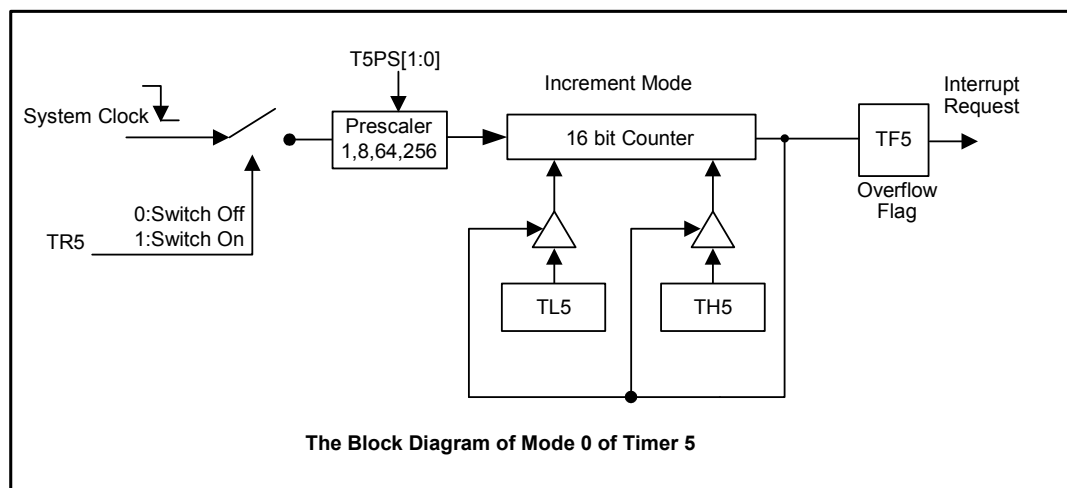 T5PS[1:0]
Increment Mode
Interrupt
Request
System Clock
Prescaler
1,8,64,256
16 bit Counter
TF5
Overflow
Flag
0:Switch Off
1:Switch On
TR5
TL5
TH5
The Block Diagram of Mode 0 of Timer 5